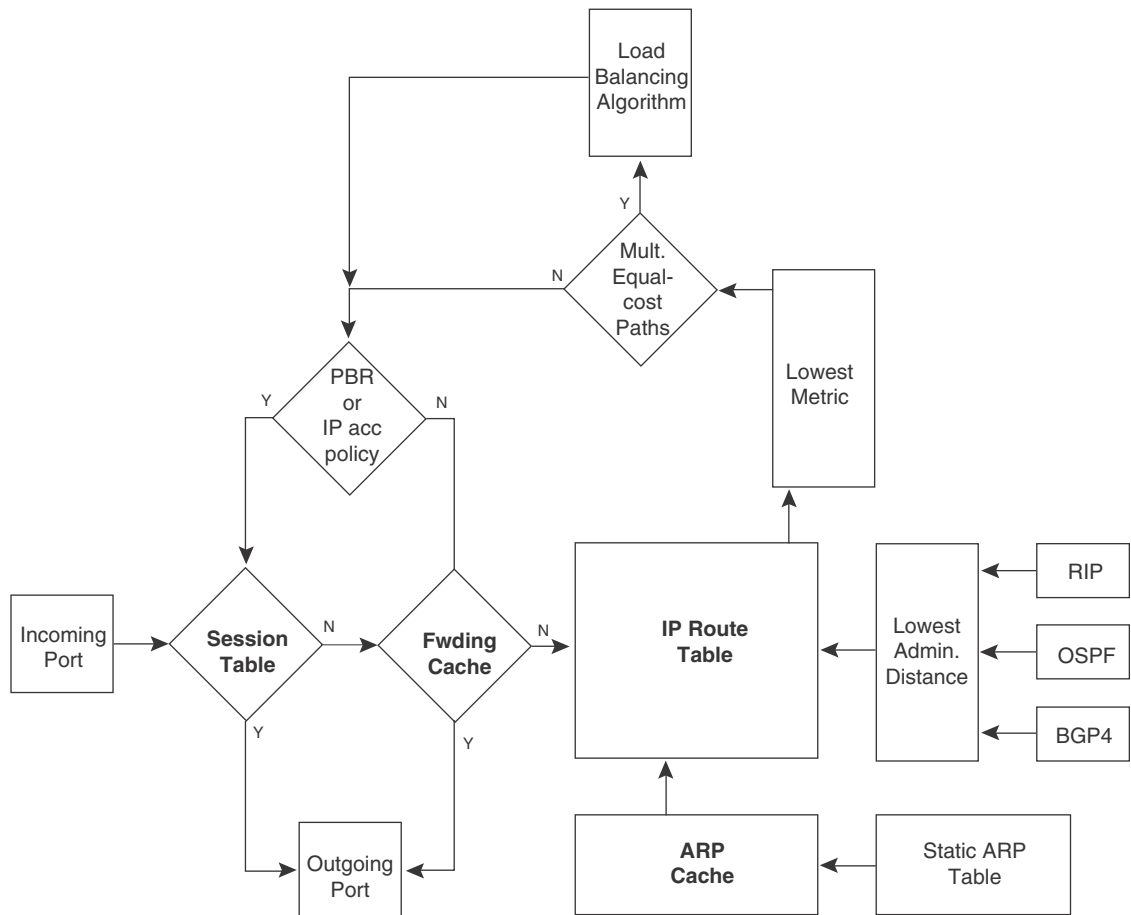 Load
Balancing
Algorithm
Y
Mult.
Equal-
cost
Paths
N
Lowest
Metric
PBR
or
IP acc
policy
Y
N
Incoming
Port
Session
Table
N
Y
Fwding
Cache
N
Y
IP Route
Table
Lowest
Admin.
Distance
RIP
OSPF
BGP4
Outgoing
Port
ARP
Cache
Static ARP
Table